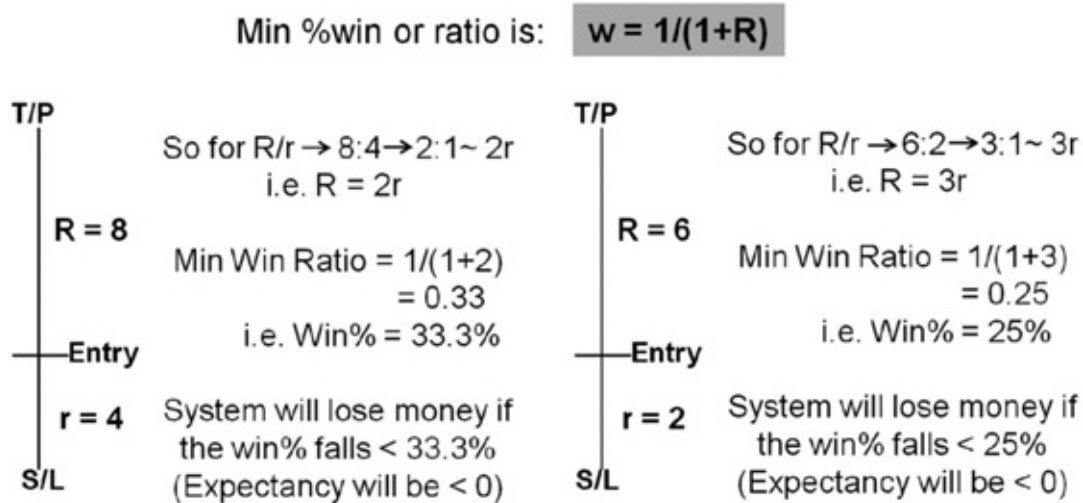 Min %win or ratio is: w = 1/(1+R)
T/P
So for R/r → 8:4→2:1~ 2r
i.e. R = 2r
R = 8
Min Win Ratio = 1/(1+2)
= 0.33
i.e. Win% = 33.3%
Entry
r = 4
System will lose money if
the win% falls < 33.3%
(Expectancy will be < 0)
S/L
T/P
So for R/r →6:2→3:1~ 3r
i.e. R = 3r
R = 6
Min Win Ratio = 1/(1+3)
= 0.25
i.e. Win% = 25%
Entry
r = 2
System will lose money if
the win% falls < 25%
(Expectancy will be < 0)
S/L